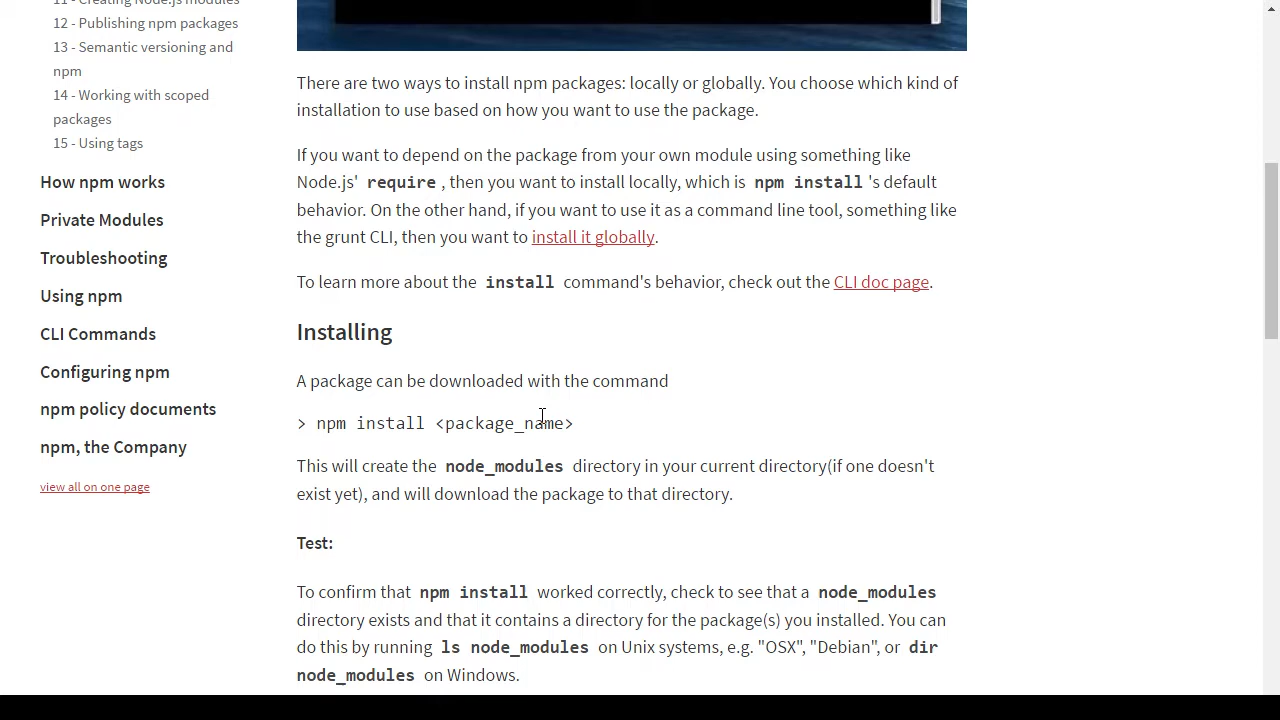 11 - Creating Node.js modules
12 - Publishing npm packages
13 - Semantic versioning and
npm
14 - Working with scoped
packages
15 - Using tags
How npm works
Private Modules
Troubleshooting
Using npm
CLI Commands
Configuring npm
npm policy documents
npm, the Company
view all on one page
There are two ways to install npm packages: locally or globally. You choose which kind of
installation to use based on how you want to use the package.
If you want to depend on the package from your own module using something like
Node.js' require , then you want to install locally, which is npm install 's default
behavior. On the other hand, if you want to use it as a command line tool, something like
the grunt CLI, then you want to install it globally.
To learn more about the install command's behavior, check out the CLI doc page.
Installing
A package can be downloaded with the command
> npm install <package_name>
This will create the node_modules directory in your current directory(if one doesn't
exist yet), and will download the package to that directory.
Test:
To confirm that npm install worked correctly, check to see that a node_modules
directory exists and that it contains a directory for the package(s) you installed. You can
do this by running ls node_modules on Unix systems, e.g. "OSX", "Debian", or dir
node_modules on Windows.